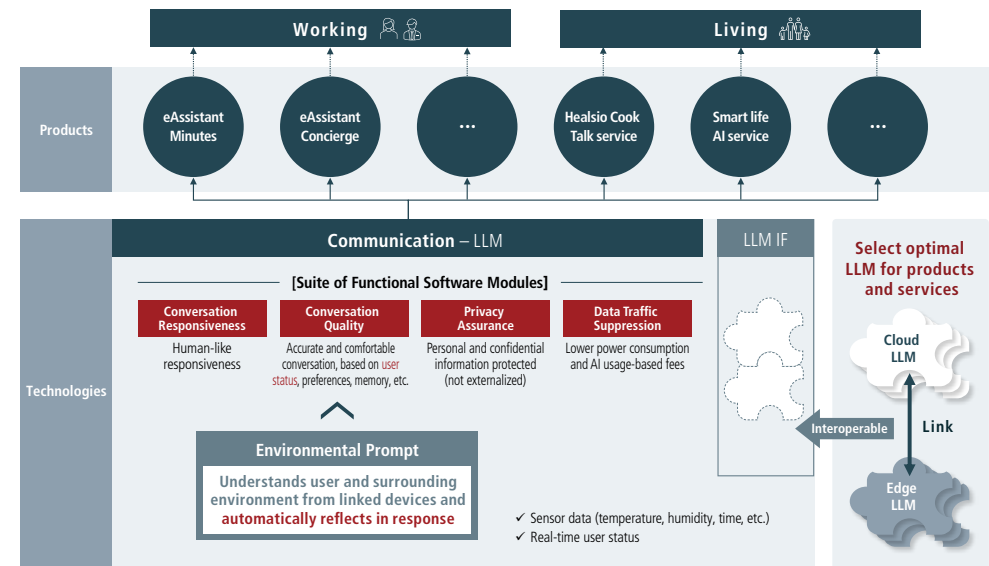 Working
Living
Products
eAssistant
Minutes
eAssistant
Concierge
...
Healsio Cook
Talk service
Smart life
AI service
...
Technologies
Communication – LLM
[Suite of Functional Software Modules]
Conversation
Responsiveness
Human-like
responsiveness
Conversation
Quality
Accurate and comfortable
conversation, based on user
status, preferences, memory, etc.
Privacy
Assurance
Personal and confidential
information protected
(not externalized)
Data Traffic
Suppression
Lower power consumption
and AI usage-based fees
Environmental Prompt
Understands user and surrounding
environment from linked devices and
automatically reflects in response
✓ Sensor data (temperature, humidity, time, etc.)
✓ Real-time user status
LLM IF
Interoperable
Select optimal
LLM for products
and services
Cloud
LLM
Link
Edge
LLM